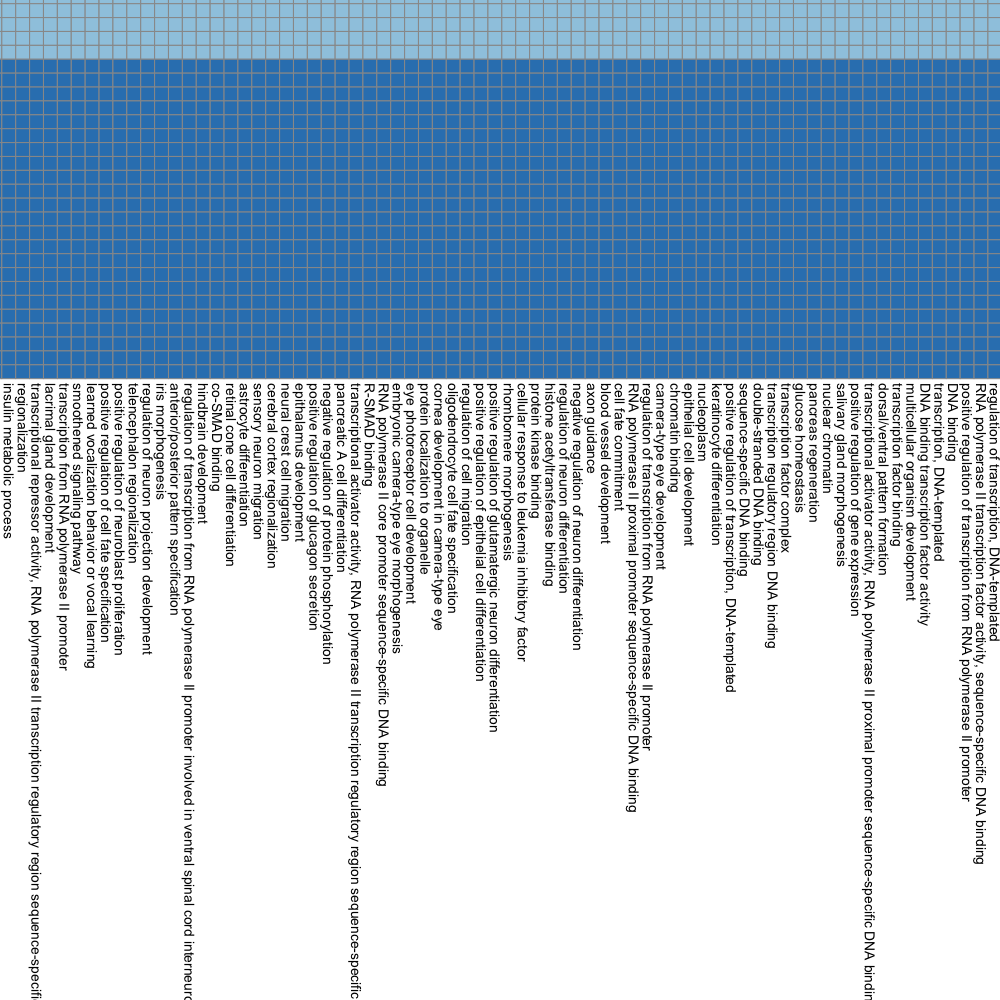 insulin metabolic process
regionalization
transcriptional repressor activity, RNA polymerase II transcription regulatory region sequence-specifi
lacrimal gland development
transcription from RNA polymerase II promoter
smoothened signaling pathway
learned vocalization behavior or vocal learning
positive regulation of cell fate specification
positive regulation of neuroblast proliferation
telencephalon regionalization
regulation of neuron projection development
iris morphogenesis
anterior/posterior pattern specification
regulation of transcription from RNA polymerase II promoter involved in ventral spinal cord interneuro
hindbrain development
co-SMAD binding
retinal cone cell differentiation
astrocyte differentiation
sensory neuron migration
cerebral cortex regionalization
neural crest cell migration
epithalamus development
positive regulation of glucagon secretion
negative regulation of protein phosphorylation
pancreatic A cell differentiation
transcriptional activator activity, RNA polymerase II transcription regulatory region sequence-specific
R-SMAD binding
RNA polymerase II core promoter sequence-specific DNA binding
embryonic camera-type eye morphogenesis
eye photoreceptor cell development
protein localization to organelle
cornea development in camera-type eye
oligodendrocyte cell fate specification
regulation of cell migration
positive regulation of epithelial cell differentiation
positive regulation of glutamatergic neuron differentiation
rhombomere morphogenesis
cellular response to leukemia inhibitory factor
protein kinase binding
histone acetyltransferase binding
regulation of neuron differentiation
negative regulation of neuron differentiation
axon guidance
blood vessel development
cell fate commitment
RNA polymerase II proximal promoter sequence-specific DNA binding
regulation of transcription from RNA polymerase II promoter
camera-type eye development
chromatin binding
epithelial cell development
nucleoplasm
keratinocyte differentiation
positive regulation of transcription, DNA-templated
sequence-specific DNA binding
double-stranded DNA binding
transcription regulatory region DNA binding
transcription factor complex
glucose homeostasis
pancreas regeneration
nuclear chromatin
salivary gland morphogenesis
positive regulation of gene expression
transcriptional activator activity, RNA polymerase II proximal promoter sequence-specific DNA bindin
dorsal/ventral pattern formation
transcription factor binding
multicellular organism development
DNA binding transcription factor activity
transcription, DNA-templated
DNA binding
positive regulation of transcription from RNA polymerase II promoter
RNA polymerase II transcription factor activity, sequence-specific DNA binding
regulation of transcription, DNA-templated